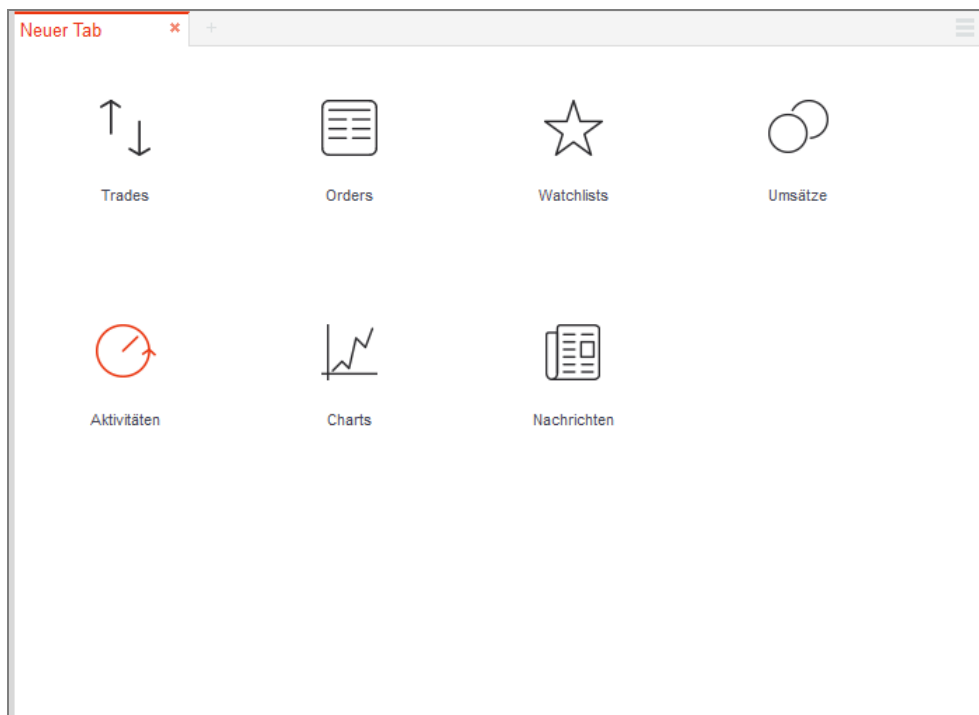 Neuer Tab
Trades Orders Watchlists Umsätze
Aktivitäten Charts Nachrichten